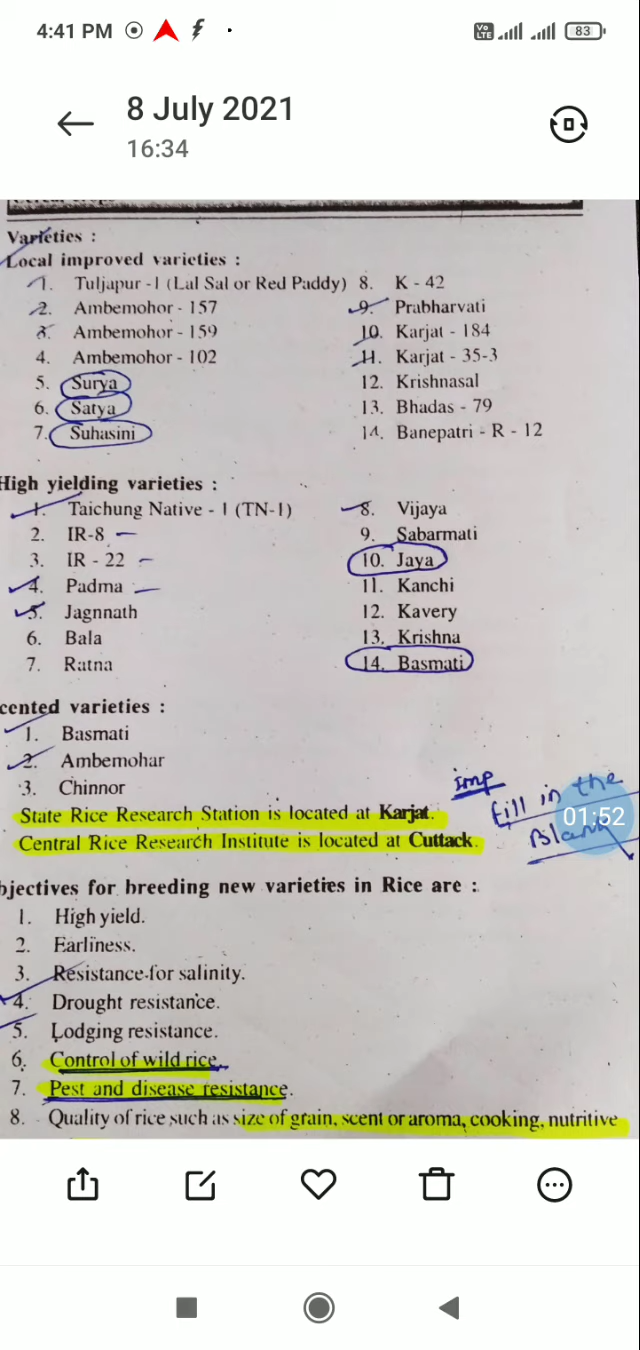 4:41 PM
83
8 July 2021
16:34
Varieties :
Local improved varieties :
1. Tuljapur - I (Lal Sal or Red Paddy) 8. K - 42
2. Ambemohor - 157 9. Prabharvati
3. Ambemohor - 159 10. Karjat - 184
4. Ambemohor - 102 11. Karjat - 35-3
5. Surya 12. Krishnasal
6. Satya 13. Bhadas - 79
7. Suhasini 14. Banepatri - R - 12
High yielding varieties :
1. Taichung Native - 1 (TN-1) 8. Vijaya
2. IR-8 9. Sabarmati
3. IR - 22 10. Jaya
4. Padma 11. Kanchi
5. Jagnnath 12. Kavery
6. Bala 13. Krishna
7. Ratna 14. Basmati
cented varieties :
1. Basmati
2. Ambemohar
3. Chinnor
imp
State Rice Research Station is located at Karjat.
fill in the
Blank
01:52
Central Rice Research Institute is located at Cuttack.
bjectives for breeding new varieties in Rice are :
1. High yield.
2. Earliness.
3. Resistance for salinity.
4. Drought resistance.
5. Lodging resistance.
6. Control of wild rice.
7. Pest and disease resistance.
8. Quality of rice such as size of grain, scent or aroma, cooking, nutritive